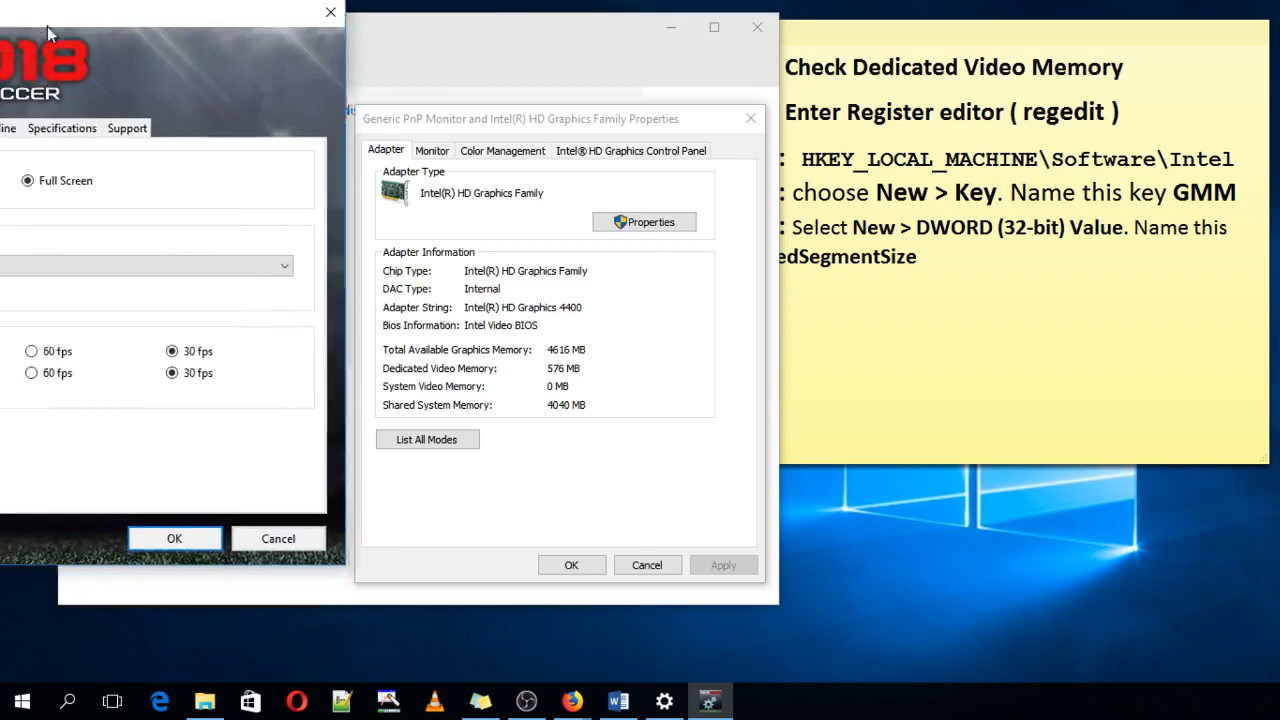 018
CCER
Specifications
Support
Full Screen
60 fps
30 fps
60 fps
30 fps
OK
Cancel
Generic PnP Monitor and Intel(R) HD Graphics Family Properties
Adapter
Monitor
Color Management
Intel® HD Graphics Control Panel
Adapter Type
Intel(R) HD Graphics Family
Properties
Adapter Information
Chip Type: Intel(R) HD Graphics Family
DAC Type: Internal
Adapter String: Intel(R) HD Graphics 4400
Bios Information: Intel Video BIOS
Total Available Graphics Memory: 4616 MB
Dedicated Video Memory: 576 MB
System Video Memory: 0 MB
Shared System Memory: 4040 MB
List All Modes
OK
Cancel
Apply
Check Dedicated Video Memory
Enter Register editor ( regedit )
: HKEY_LOCAL_MACHINE\Software\Intel
: choose New > Key. Name this key GMM
: Select New > DWORD (32-bit) Value. Name this
edSegmentSize